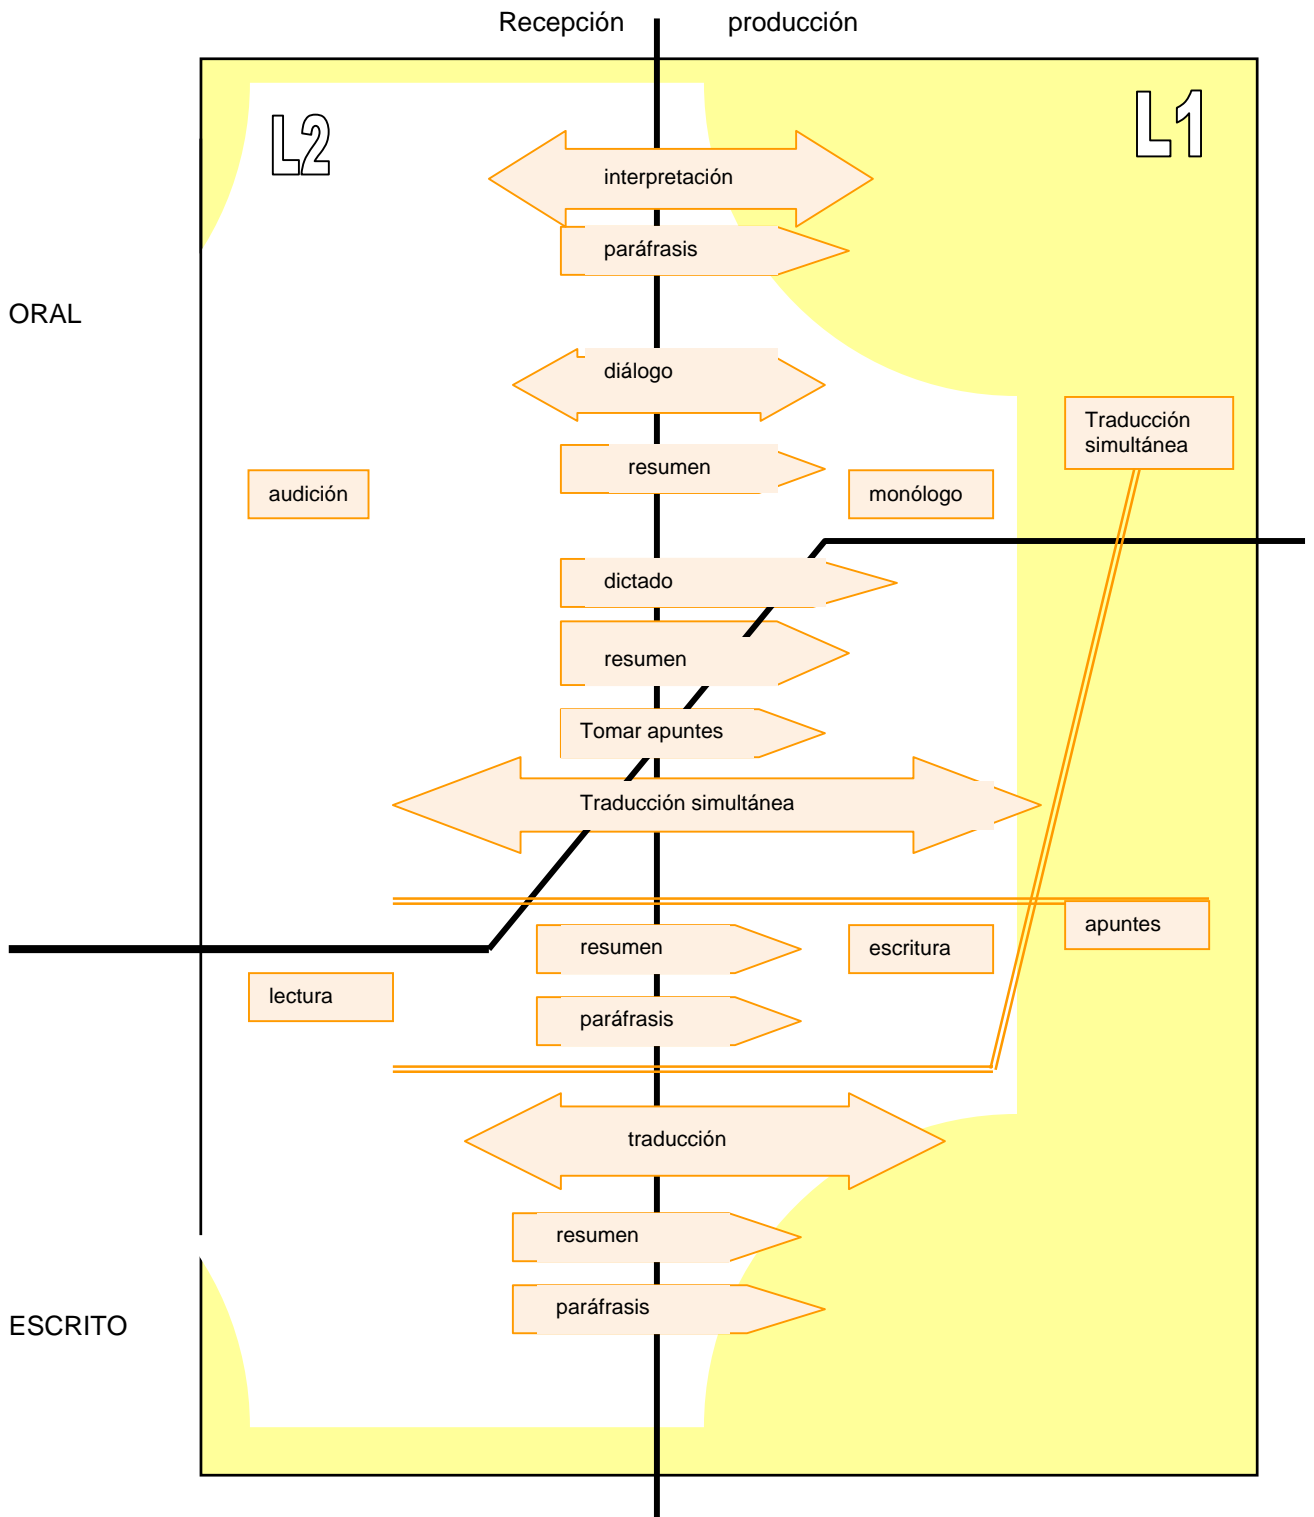 Recepción producción
L2
L1
interpretación
paráfrasis
ORAL
diálogo
Traducción
simultánea
resumen
audición
monólogo
dictado
resumen
Tomar apuntes
Traducción simultánea
apuntes
resumen
escritura
lectura
paráfrasis
traducción
resumen
paráfrasis
ESCRITO